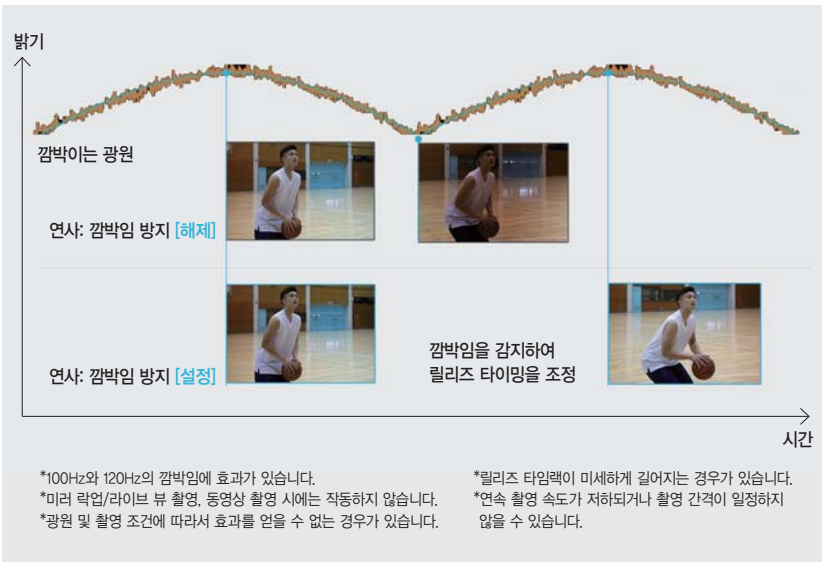 밝기
깜박이는 광원
연사: 깜박임 방지 [해제]
연사: 깜박임 방지 [설정]
깜박임을 감지하여
릴리즈 타이밍을 조정
시간
*100Hz와 120Hz의 깜박임에 효과가 있습니다.
*미러 락업/라이브 뷰 촬영, 동영상 촬영 시에는 작동하지 않습니다.
*광원 및 촬영 조건에 따라서 효과를 얻을 수 없는 경우가 있습니다.
*릴리즈 타임랙이 미세하게 길어지는 경우가 있습니다.
*연속 촬영 속도가 저하되거나 촬영 간격이 일정하지
않을 수 있습니다.